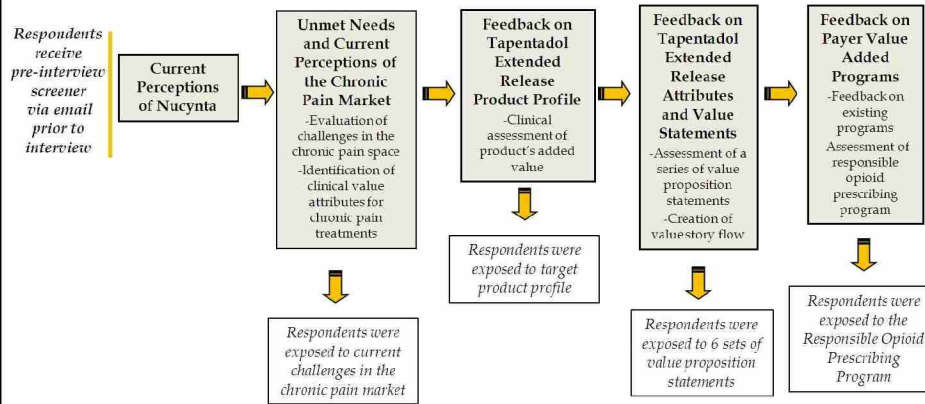 Respondents
receive
pre-interview
screener
via email
prior to
interview
Current
Perceptions
of Nucynta
Unmet Needs
and Current
Perceptions of
the Chronic
Pain Market
-Evaluation of
challenges in the
chronic pain space
-Identification of
clinical value
attributes for
chronic pain
treatments
Respondents were
exposed to current
challenges in the
chronic pain market
Feedback on
Tapentadol
Extended
Release
Product Profile
-Clinical
assessment of
product's added
value
Respondents were
exposed to target
product profile
Feedback on
Tapentadol
Extended
Release
Attributes
and Value
Statements
-Assessment of a
series of value
proposition
statements
-Creation of
value story flow
Respondents were
exposed to 6 sets of
value proposition
statements
Feedback on
Payer Value
Added
Programs
-Feedback on
existing
programs
Assessment of
responsible
opioid
prescribing
program
Respondents were
exposed to the
Responsible Opioid
Prescribing
Program